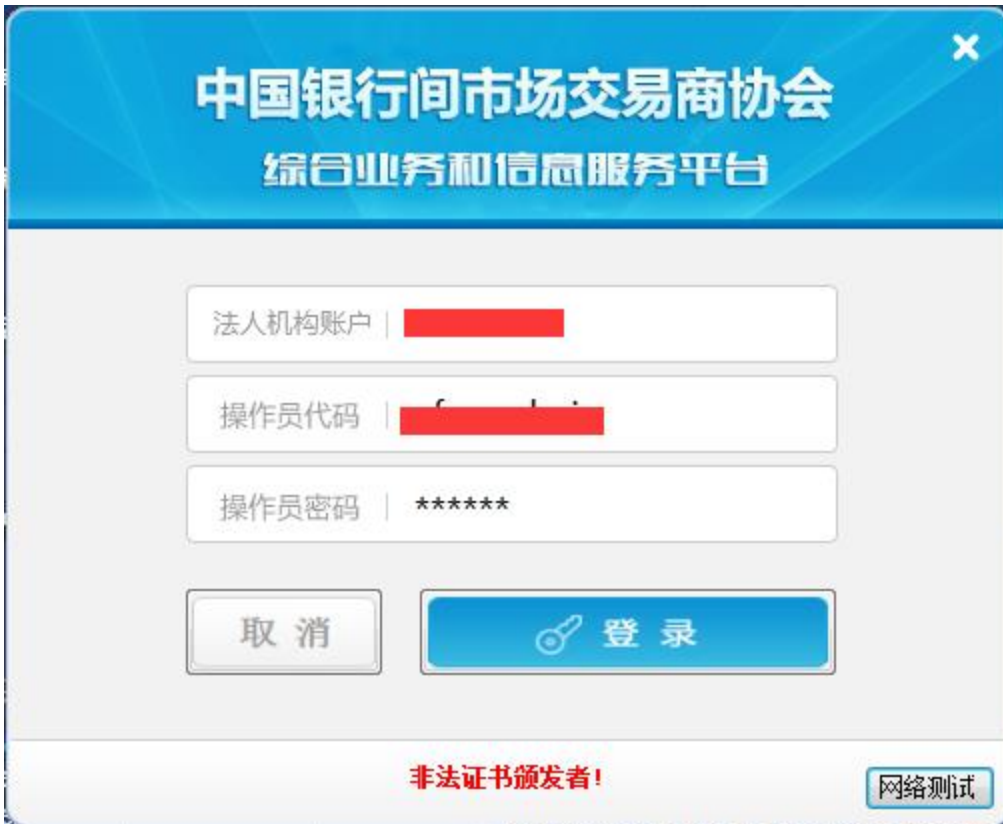 中国银行间市场交易商协会
综合业务和信息服务平台
法人机构账户
操作员代码
操作员密码 ******
取 消 登 录
非法证书颁发者!
网络测试